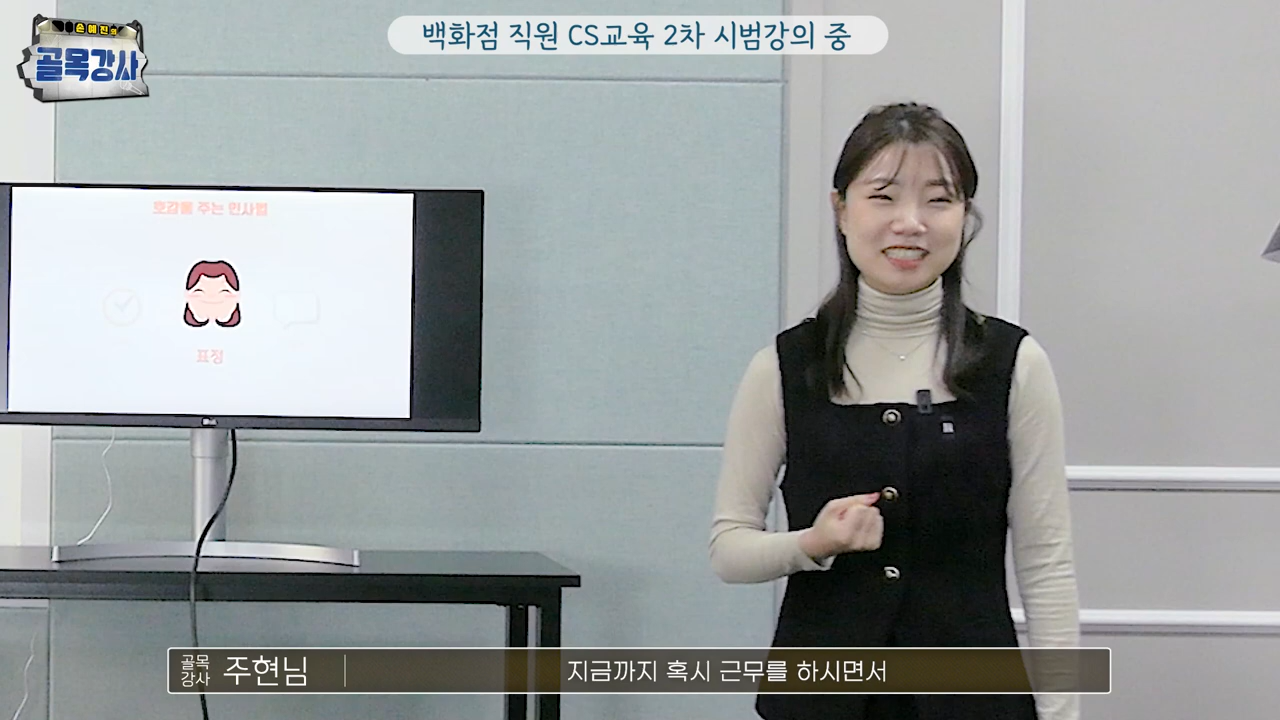 손예진의
골목강사
백화점 직원 CS교육 2차 시범강의 중
호감을 주는 인사법
표정
LG
골목
강사
주현님
지금까지 혹시 근무를 하시면서